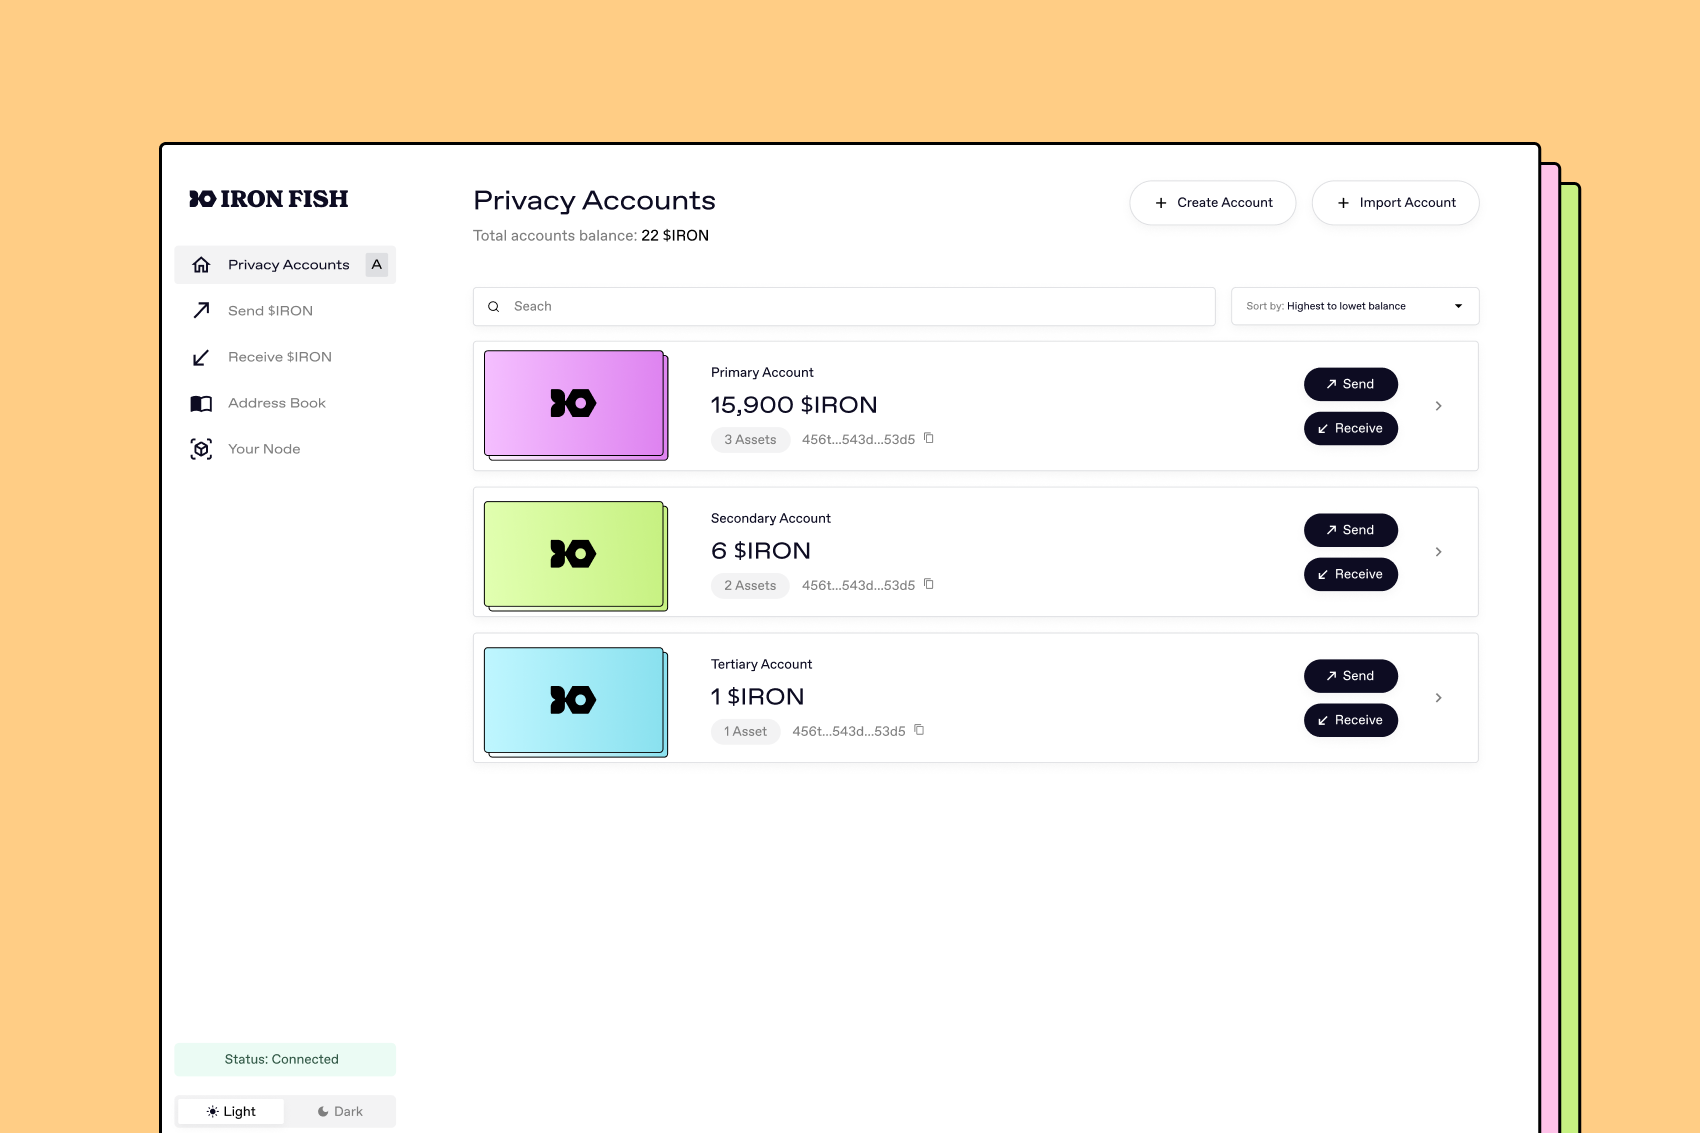 IRON FISH
Privacy Accounts A
Send $IRON
Receive $IRON
Address Book
Your Node
Status: Connected
Light Dark
Privacy Accounts
Total accounts balance: 22 $IRON
Create Account
Import Account
Seach
Sort by: Highest to lowet balance
Primary Account
15,900 $IRON
3 Assets 456t...543d...53d5
Send
Receive
Secondary Account
6 $IRON
2 Assets 456t...543d...53d5
Send
Receive
Tertiary Account
1 $IRON
1 Asset 456t...543d...53d5
Send
Receive